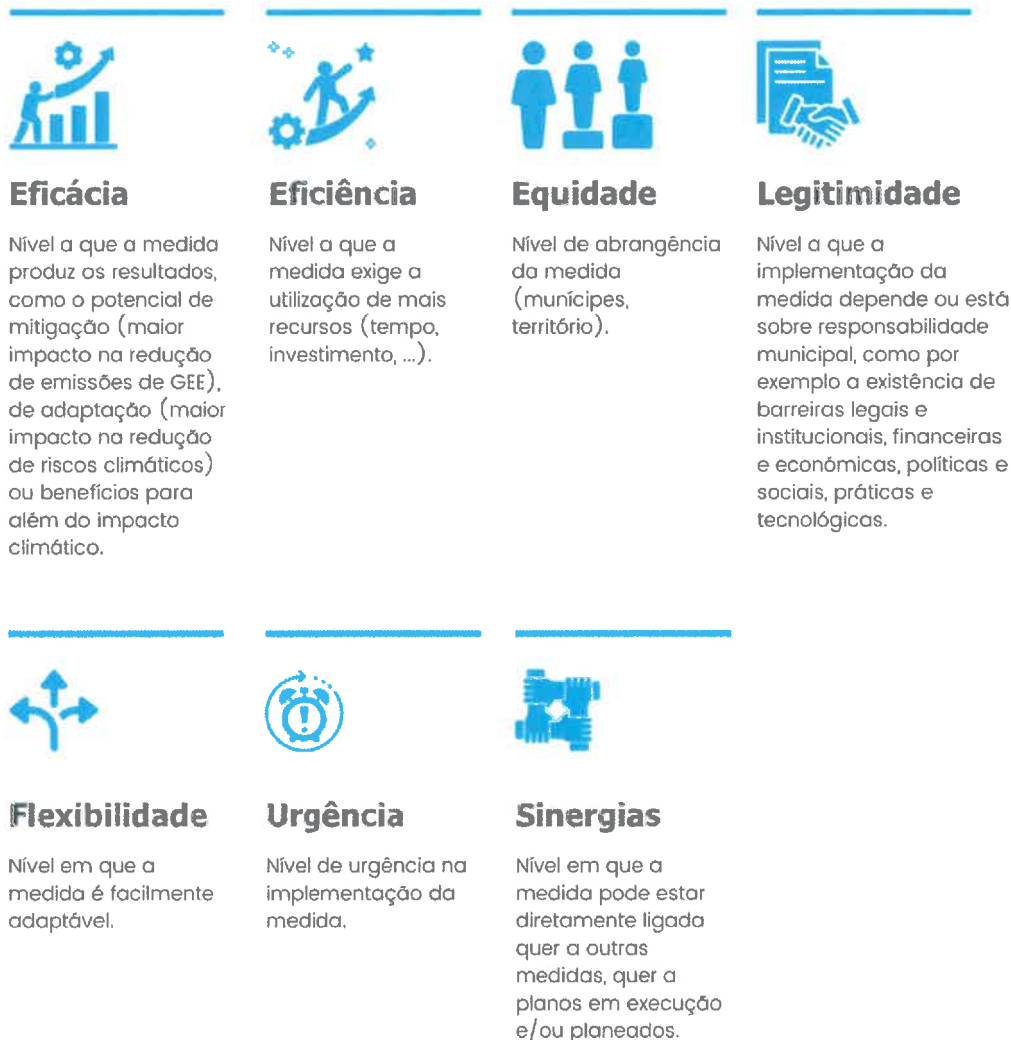 Eficácia
Nível a que a medida
produz os resultados,
como o potencial de
mitigação (maior
impacto na redução
de emissões de GEE),
de adaptação (maior
impacto na redução
de riscos climáticos)
ou benefícios para
além do impacto
climático.
Eficiência
Nível a que a
medida exige a
utilização de mais
recursos (tempo,
investimento, ...).
Equidade
Nível de abrangência
da medida
(munícipes,
território).
Legitimidade
Nível a que a
implementação da
medida depende ou está
sobre responsabilidade
municipal, como por
exemplo a existência de
barreiras legais e
institucionais, financeiras
e económicas, políticas e
sociais, práticas e
tecnológicas.
Flexibilidade
Nível em que a
medida é facilmente
adaptável.
Urgência
Nível de urgência na
implementação da
medida.
Sinergias
Nível em que a
medida pode estar
diretamente ligada
quer a outras
medidas, quer a
planos em execução
e/ou planeados.